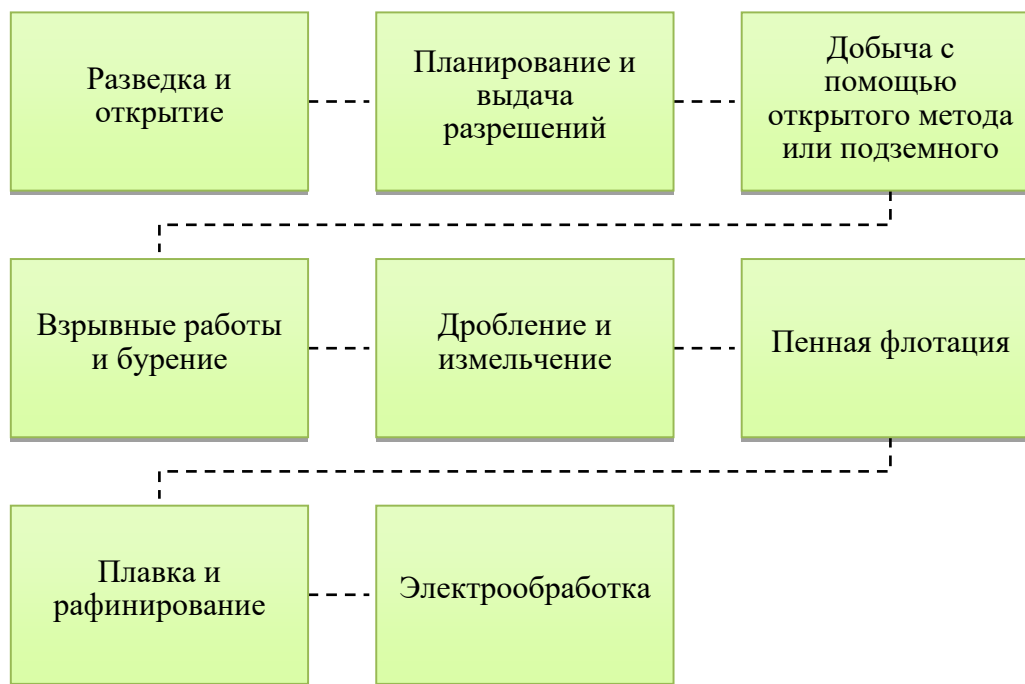 Разведка и
открытие
Планирование и
выдача
разрешений
Добыча с
помощью
открытого метода
или подземного
Взрывные работы
и бурение
Дробление и
измельчение
Пенная флотация
Плавка и
рафинирование
Электрообработка